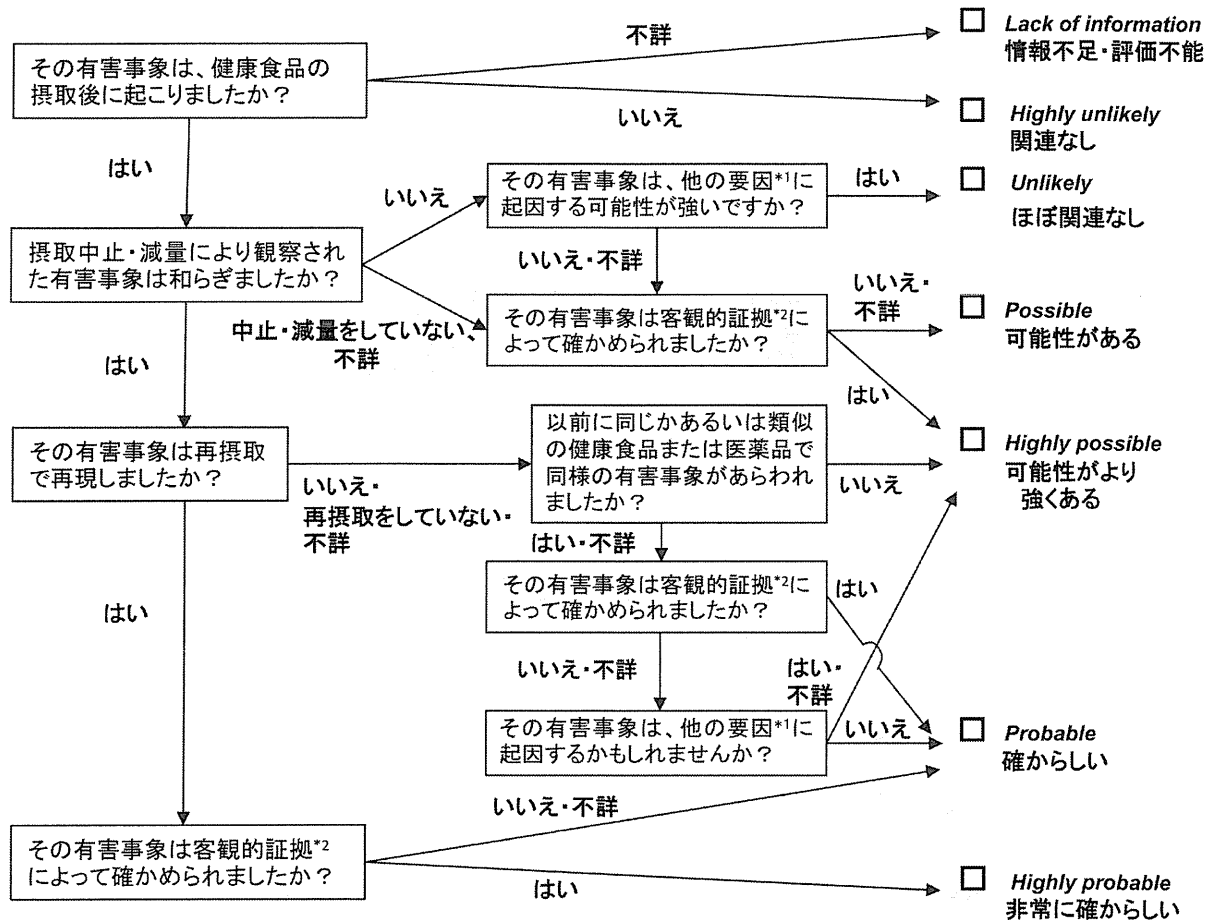 不詳
□ Lack of information
情報不足・評価不能
その有害事象は、健康食品の
摂取後に起こりましたか？
いいえ
□ Highly unlikely
関連なし
はい
いいえ
その有害事象は、他の要因*1に
起因する可能性が強いですか？
はい
□ Unlikely
ほぼ関連なし
摂取中止・減量により観察され
た有害事象は和らぎましたか？
いいえ・不詳
中止・減量をしていない、
不詳
その有害事象は客観的証拠*2に
よって確かめられましたか？
いいえ・
不詳
□ Possible
可能性がある
はい
はい
その有害事象は再摂取
で再現しましたか？
いいえ・
再摂取をしていない・
不詳
以前に同じかあるいは類似
の健康食品または医薬品で
同様の有害事象があらわれ
ましたか？
いいえ
□ Highly possible
可能性がより
強くある
はい・不詳
その有害事象は客観的証拠*2に
よって確かめられましたか？
はい
はい
いいえ・不詳
はい・
不詳
その有害事象は、他の要因*1に
起因するかもしれませんか？
いいえ
□ Probable
確からしい
いいえ・不詳
その有害事象は客観的証拠*2
によって確かめられましたか？
はい
□ Highly probable
非常に確からしい